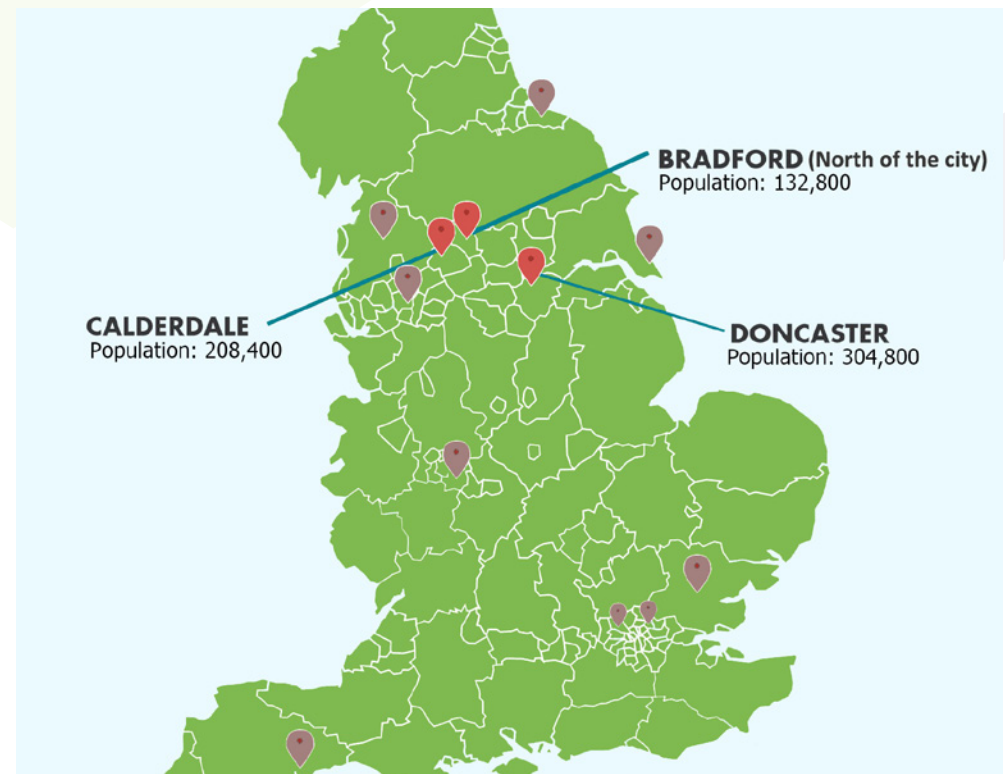 BRADFORD (North of the city)
Population: 132,800
CALDERDALE
Population: 208,400
DONCASTER
Population: 304,800